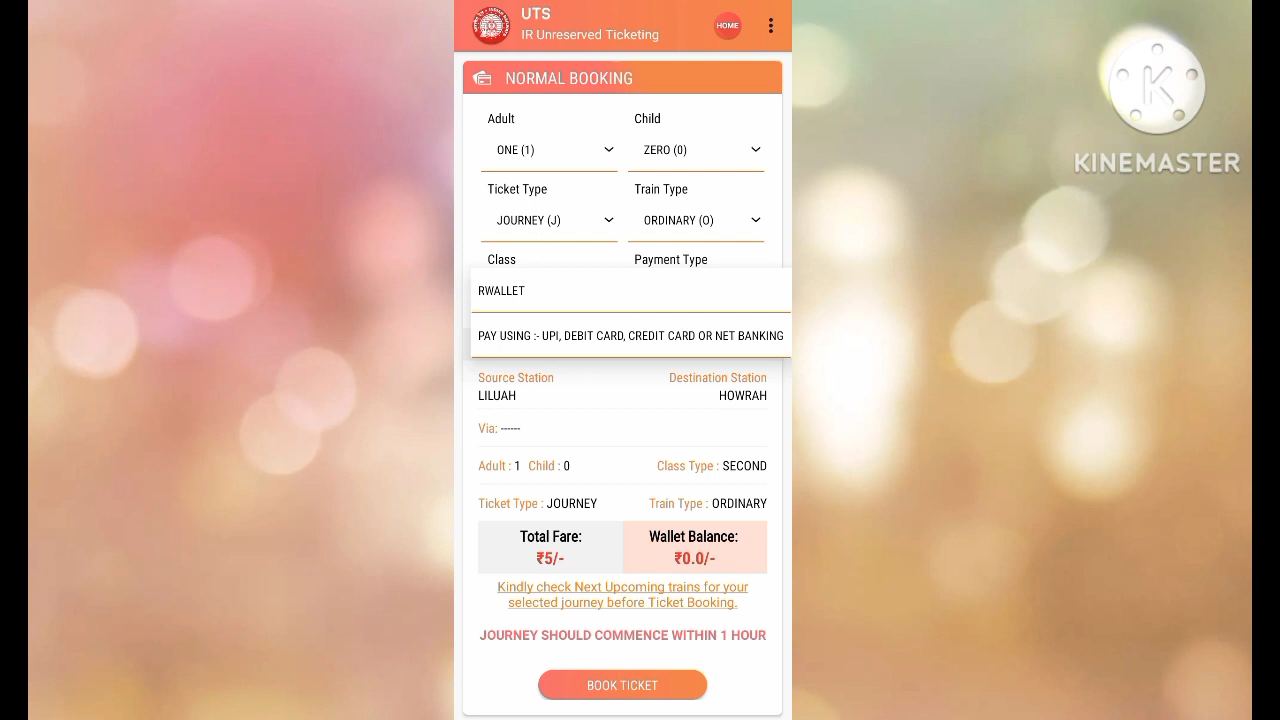 UTS
IR Unreserved Ticketing
HOME
KINEMASTER
NORMAL BOOKING
Adult Child
ONE (1) ZERO (0)
Ticket Type Train Type
JOURNEY (J) ORDINARY (O)
Class Payment Type
RWALLET
PAY USING :- UPI, DEBIT CARD, CREDIT CARD OR NET BANKING
Source Station Destination Station
LILUAH HOWRAH
Via: ------
Adult : 1 Child : 0 Class Type : SECOND
Ticket Type : JOURNEY Train Type : ORDINARY
Total Fare: Wallet Balance:
₹5/- ₹0.0/-
Kindly check Next Upcoming trains for your
selected journey before Ticket Booking.
JOURNEY SHOULD COMMENCE WITHIN 1 HOUR
BOOK TICKET